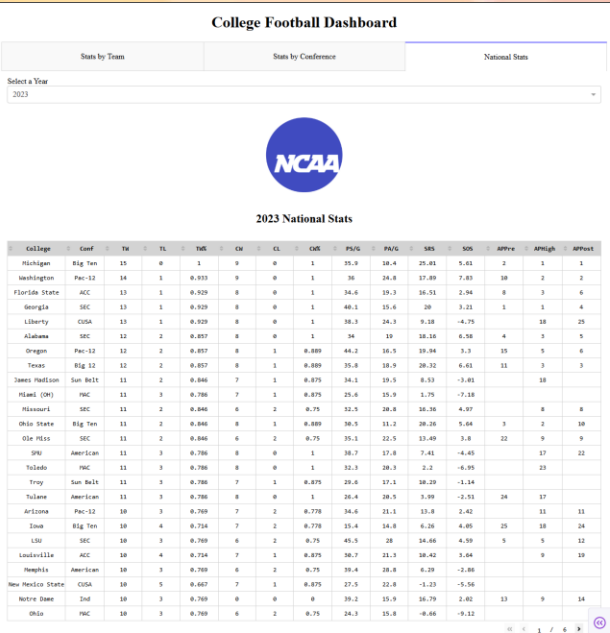 College Football Dashboard
Stats by Team Stats by Conference National Stats
Select a Year
2023
NCAA
2023 National Stats
College Conf TW TL TW% CW CL CW% PS/G PA/G SRS SOS APPre APHigh APPost
Michigan Big Ten 15 0 1 9 0 1 35.9 10.4 25.01 5.61 2 1 1
Washington Pac-12 14 1 0.933 9 0 1 36 24.8 17.89 7.83 10 2 2
Florida State ACC 13 1 0.929 8 0 1 34.6 19.3 16.51 2.94 8 3 6
Georgia SEC 13 1 0.929 8 0 1 40.1 15.6 20 3.21 1 1 4
Liberty CUSA 13 1 0.929 8 0 1 38.3 24.3 9.18 -4.75 18 25
Alabama SEC 12 2 0.857 8 0 1 34 19 18.16 6.58 4 3 5
Oregon Pac-12 12 2 0.857 8 1 0.889 44.2 16.5 19.94 3.3 15 5 6
Texas Big 12 12 2 0.857 8 1 0.889 35.8 18.9 20.32 6.61 11 3 3
James Madison Sun Belt 11 2 0.846 7 1 0.875 34.1 19.5 8.53 -3.01 18
Miami (OH) MAC 11 3 0.786 7 1 0.875 25.6 15.9 1.75 -7.18
Missouri SEC 11 2 0.846 6 2 0.75 32.5 20.8 16.36 4.97 8 8
Ohio State Big Ten 11 2 0.846 8 1 0.889 30.5 11.2 20.26 5.64 3 2 10
Ole Miss SEC 11 2 0.846 6 2 0.75 35.1 22.5 13.49 3.8 22 9 9
SMU American 11 3 0.786 8 0 1 38.7 17.8 7.41 -4.45 17 22
Toledo MAC 11 3 0.786 8 0 1 32.3 20.3 2.2 -6.95 23
Troy Sun Belt 11 3 0.786 7 1 0.875 29.6 17.1 10.29 -1.14
Tulane American 11 3 0.786 8 0 1 26.4 20.5 3.99 -2.51 24 17
Arizona Pac-12 10 3 0.769 7 2 0.778 34.6 21.1 13.8 2.42 11 11
Iowa Big Ten 10 4 0.714 7 2 0.778 15.4 14.8 6.26 4.05 25 18 24
LSU SEC 10 3 0.769 6 2 0.75 45.5 28 14.66 4.59 5 5 12
Louisville ACC 10 4 0.714 7 1 0.875 30.7 21.3 10.42 3.64 9 19
Memphis American 10 3 0.769 6 2 0.75 39.4 28.8 6.29 -2.86
New Mexico State CUSA 10 5 0.667 7 1 0.875 27.5 22.8 -1.23 -5.56
Notre Dame Ind 10 3 0.769 0 0 0 39.2 15.9 16.79 2.02 13 9 14
Ohio MAC 10 3 0.769 6 2 0.75 24.3 15.8 -0.66 -9.12
1 / 6